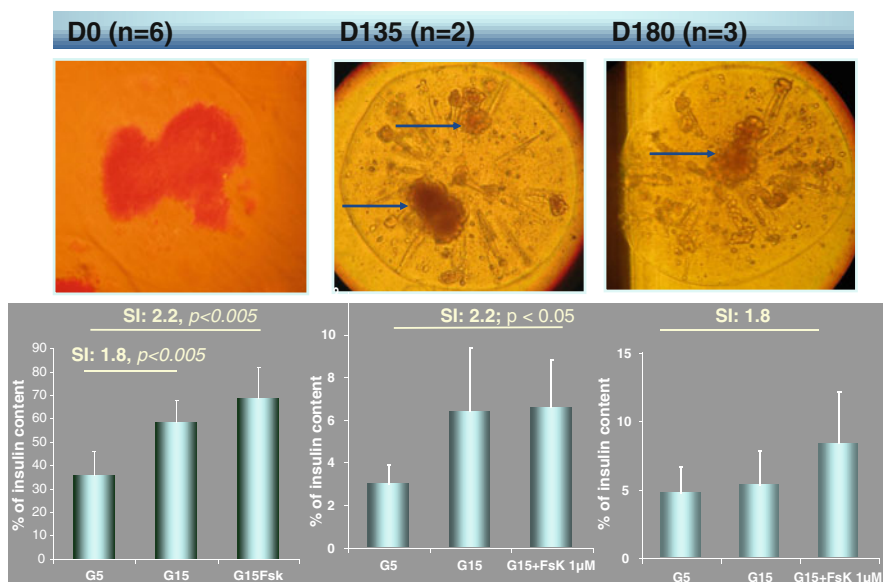 D0 (n=6) D135 (n=2) D180 (n=3)
SI: 2.2, p<0.005
SI: 1.8, p<0.005
% of insulin content
90
80
70
60
50
40
30
20
10
0
G5 G15 G15Fsk
SI: 2.2; p < 0.05
% of insulin content
10
8
6
4
2
0
G5 G15 G15+FsK 1µM
SI: 1.8
% of insulin content
15
10
5
0
G5 G15 G15+FsK 1µM